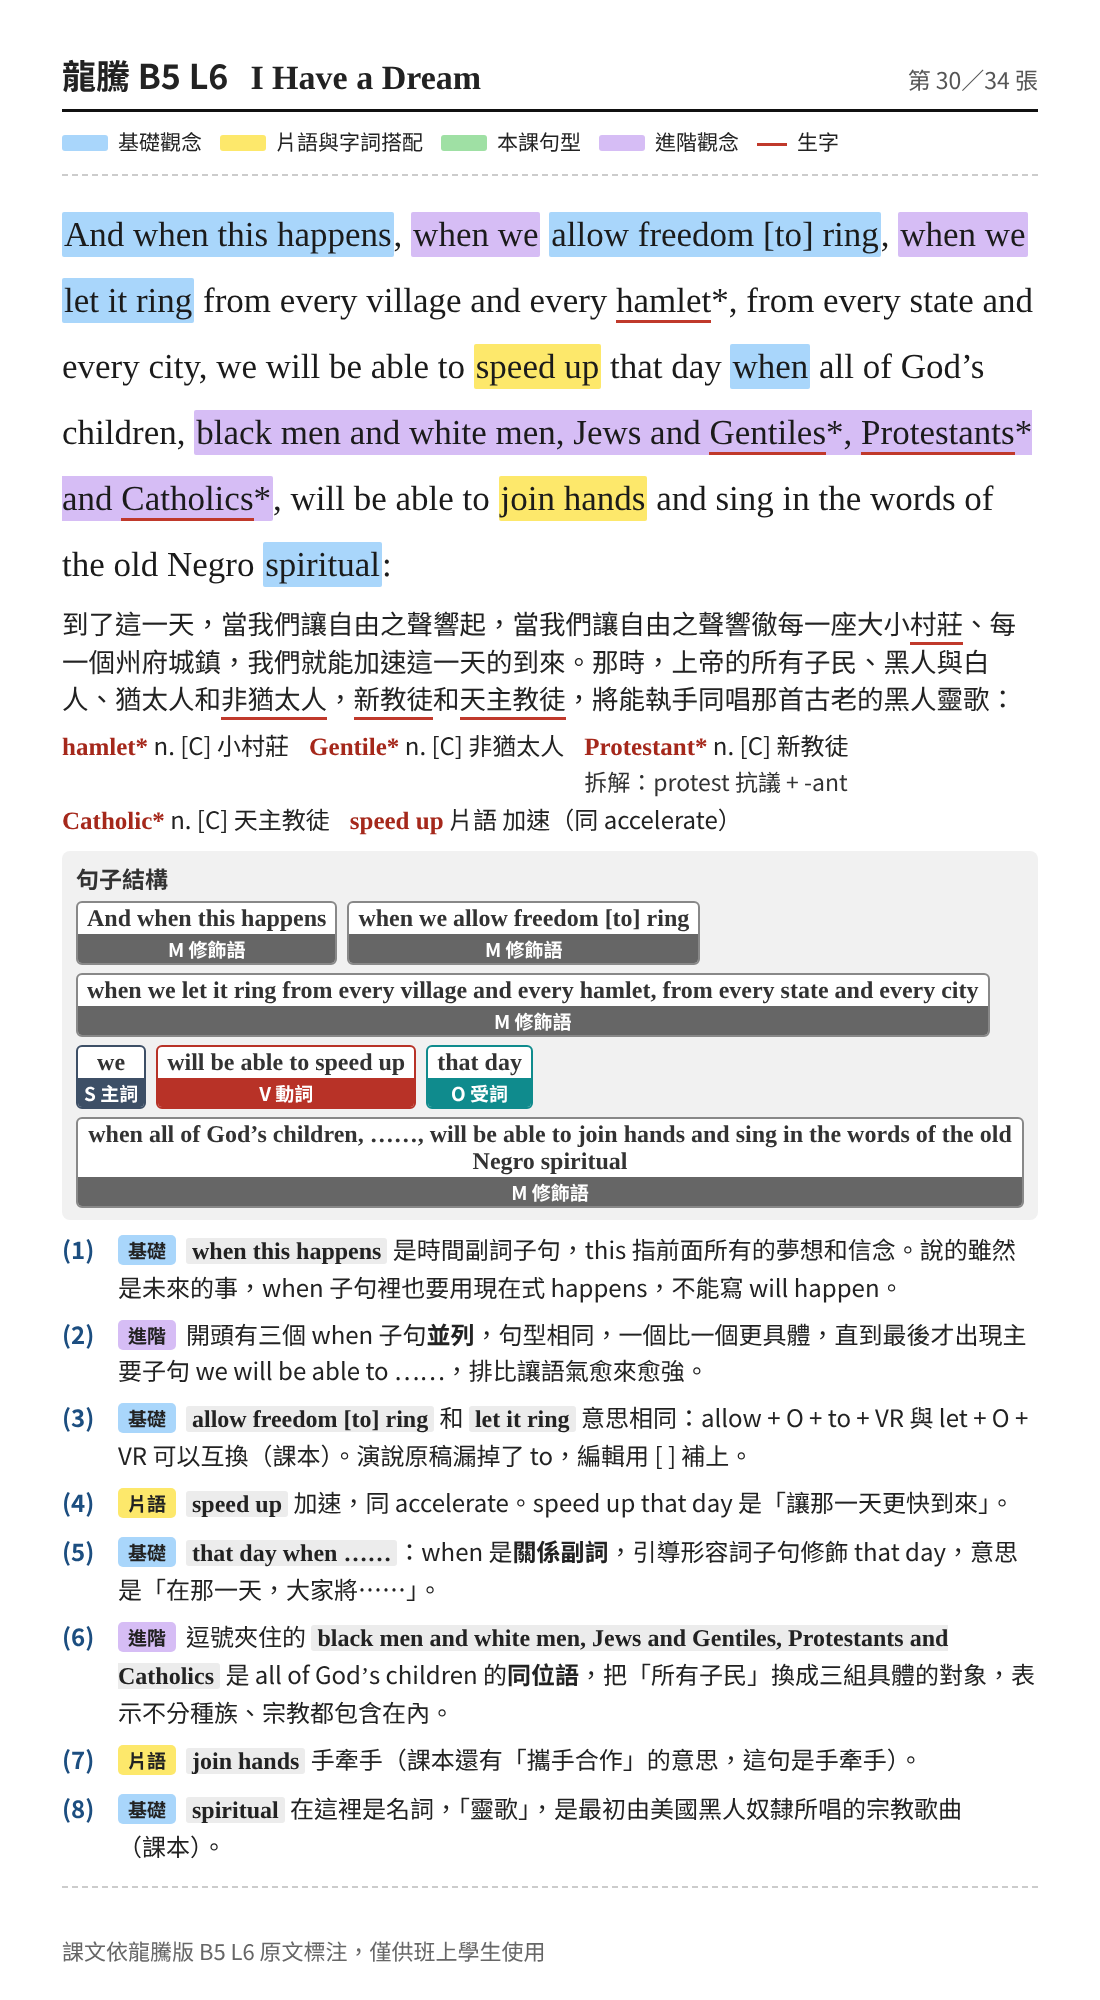 龍騰 B5 L6 I Have a Dream
第 30／34 張
基礎觀念 片語與字詞搭配 本課句型 進階觀念 生字
And when this happens, when we allow freedom [to] ring, when we
let it ring from every village and every hamlet*, from every state and
every city, we will be able to speed up that day when all of God’s
children, black men and white men, Jews and Gentiles*, Protestants*
and Catholics*, will be able to join hands and sing in the words of
the old Negro spiritual:
到了這一天，當我們讓自由之聲響起，當我們讓自由之聲響徹每一座大小村莊、每
一個州府城鎮，我們就能加速這一天的到來。那時，上帝的所有子民、黑人與白
人、猶太人和非猶太人，新教徒和天主教徒，將能執手同唱那首古老的黑人靈歌：
hamlet* n. [C] 小村莊 Gentile* n. [C] 非猶太人 Protestant* n. [C] 新教徒
拆解：protest 抗議 + -ant
Catholic* n. [C] 天主教徒 speed up 片語 加速（同 accelerate）
句子結構
And when this happens when we allow freedom [to] ring
M 修飾語 M 修飾語
when we let it ring from every village and every hamlet, from every state and every city
M 修飾語
we will be able to speed up that day
S 主詞 V 動詞 O 受詞
when all of God’s children, ……, will be able to join hands and sing in the words of the old
Negro spiritual
M 修飾語
(1) 基礎 when this happens 是時間副詞子句，this 指前面所有的夢想和信念。說的雖然
是未來的事，when 子句裡也要用現在式 happens，不能寫 will happen。
(2) 進階 開頭有三個 when 子句並列，句型相同，一個比一個更具體，直到最後才出現主
要子句 we will be able to ……，排比讓語氣愈來愈強。
(3) 基礎 allow freedom [to] ring 和 let it ring 意思相同：allow + O + to + VR 與 let + O +
VR 可以互換（課本）。演說原稿漏掉了 to，編輯用 [ ] 補上。
(4) 片語 speed up 加速，同 accelerate。speed up that day 是「讓那一天更快到來」。
(5) 基礎 that day when ……：when 是關係副詞，引導形容詞子句修飾 that day，意思
是「在那一天，大家將⋯⋯」。
(6) 進階 逗號夾住的 black men and white men, Jews and Gentiles, Protestants and
Catholics 是 all of God’s children 的同位語，把「所有子民」換成三組具體的對象，表
示不分種族、宗教都包含在內。
(7) 片語 join hands 手牽手（課本還有「攜手合作」的意思，這句是手牽手）。
(8) 基礎 spiritual 在這裡是名詞，「靈歌」，是最初由美國黑人奴隸所唱的宗教歌曲
（課本）。
課文依龍騰版 B5 L6 原文標注，僅供班上學生使用